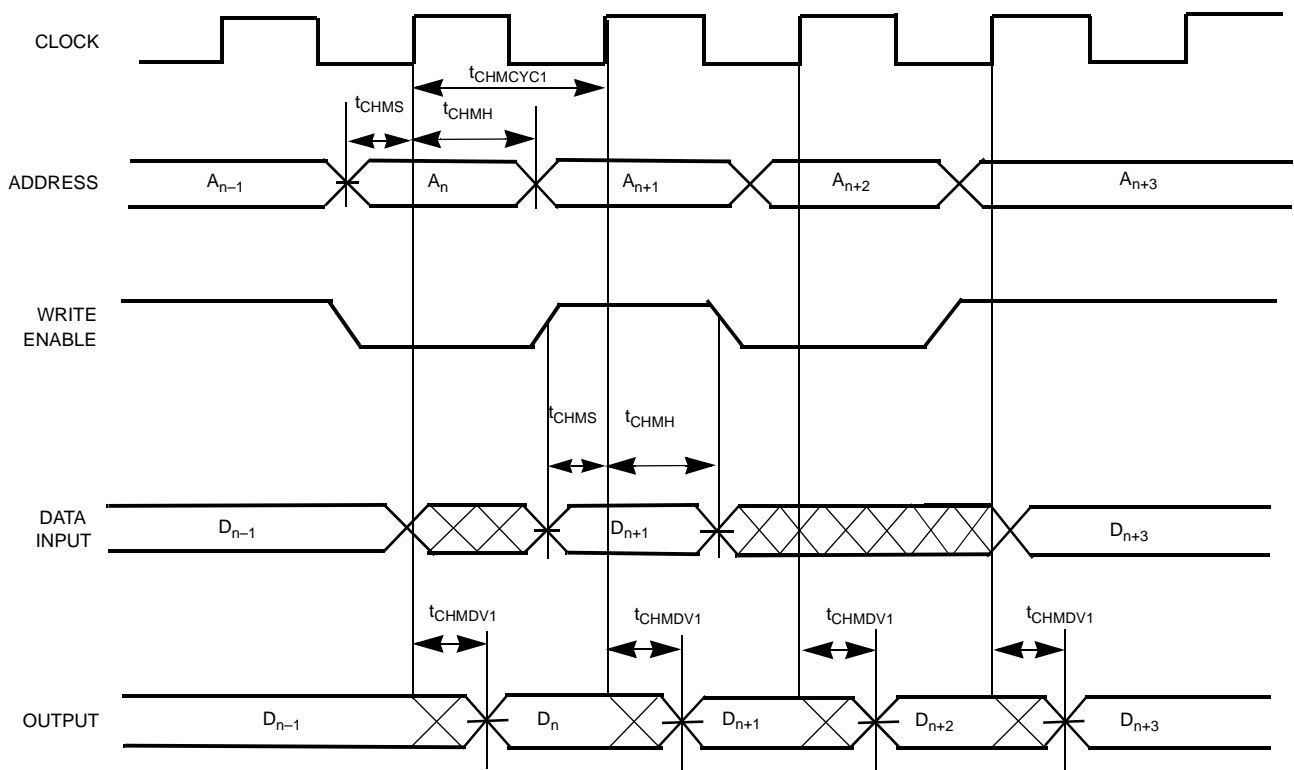 CLOCK
tCHMCYC1
tCHMS
tCHMH
ADDRESS
An–1
An
An+1
An+2
An+3
WRITE
ENABLE
tCHMS
tCHMH
DATA
INPUT
Dn–1
Dn+1
Dn+3
tCHMDV1
tCHMDV1
tCHMDV1
tCHMDV1
OUTPUT
Dn–1
Dn
Dn+1
Dn+2
Dn+3